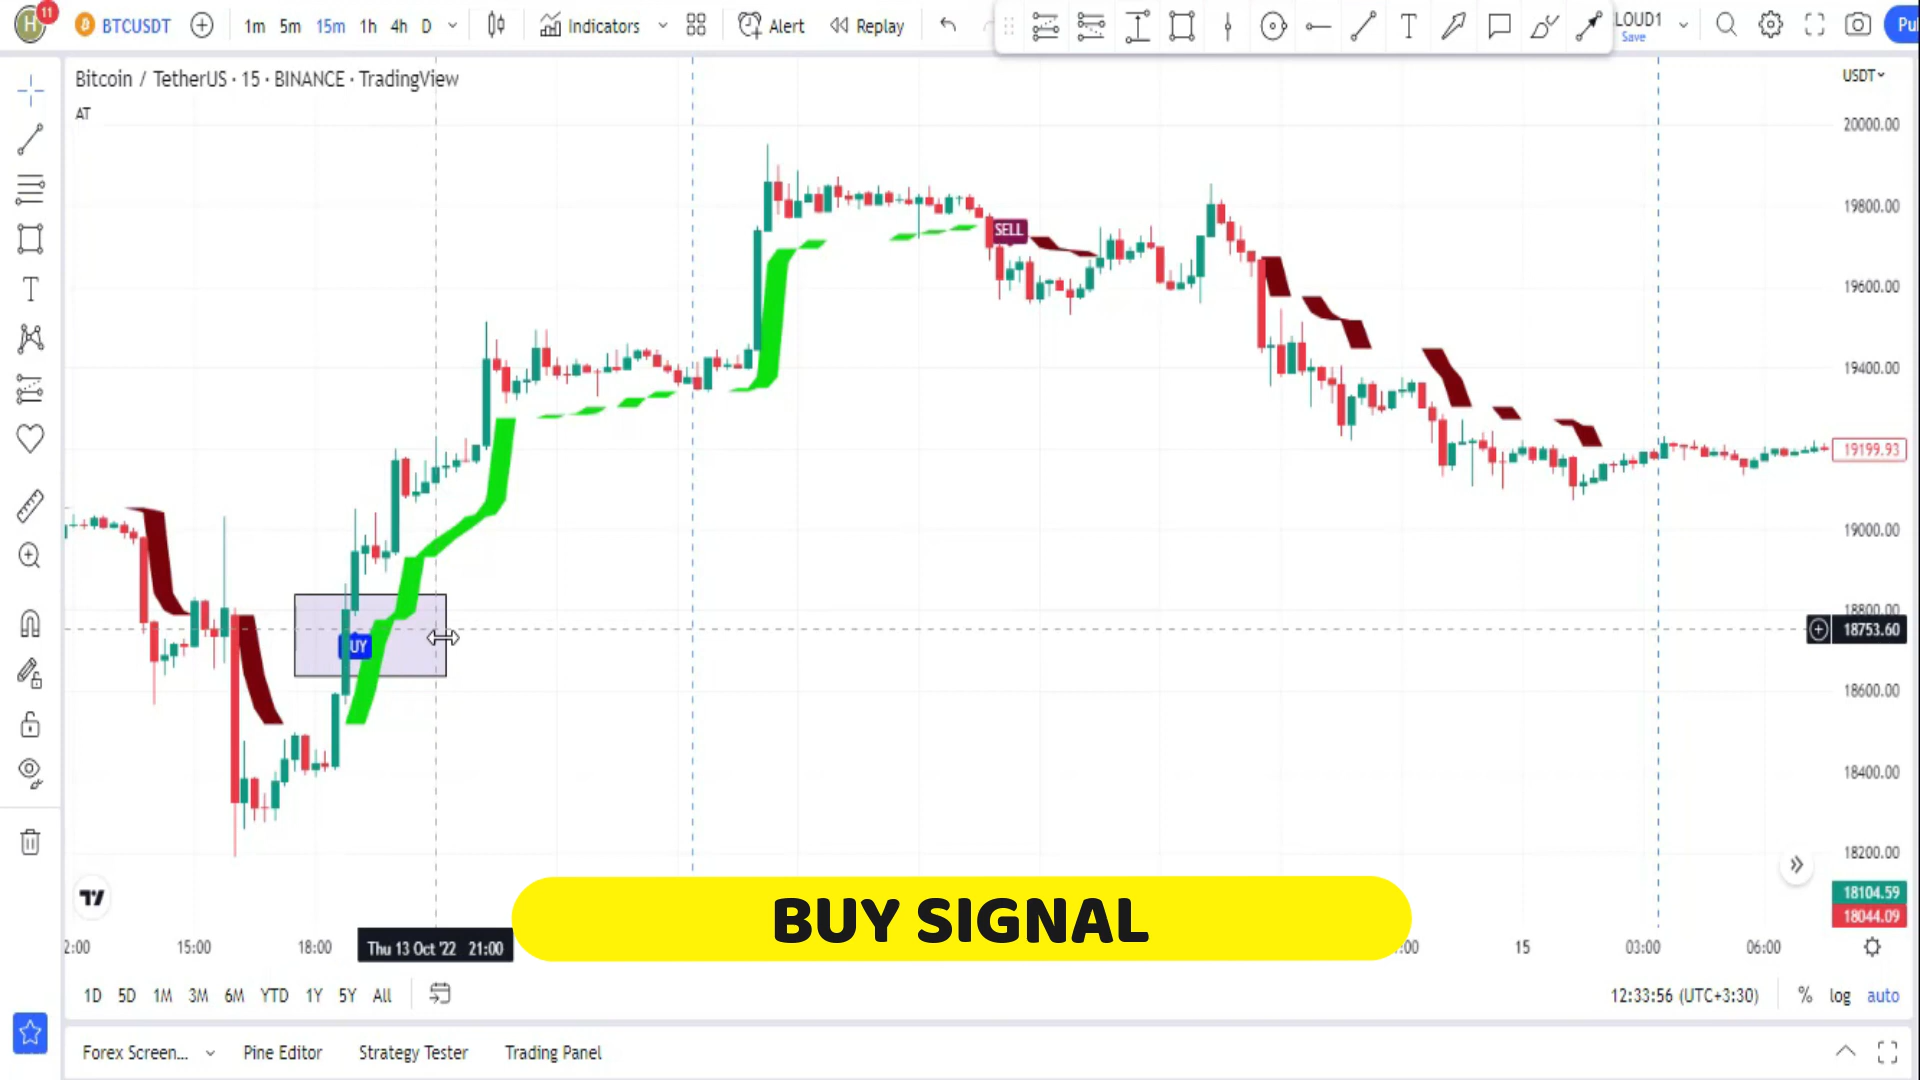 H 11 BTCUSDT 1m 5m 15m 1h 4h D Indicators Alert Replay T LOUD1 Pu
Save
Bitcoin / TetherUS · 15 · BINANCE · TradingView
USDT
AT
20000.00
19800.00
SELL
19600.00
19400.00
19199.93
19000.00
18800.00
18753.60
BUY
18600.00
18400.00
18200.00
18104.59
18044.09
BUY SIGNAL
2:00 15:00 18:00 Thu 13 Oct '22 21:00 :00 15 03:00 06:00
1D 5D 1M 3M 6M YTD 1Y 5Y All 12:33:56 (UTC+3:30) % log auto
Forex Screen... Pine Editor Strategy Tester Trading Panel